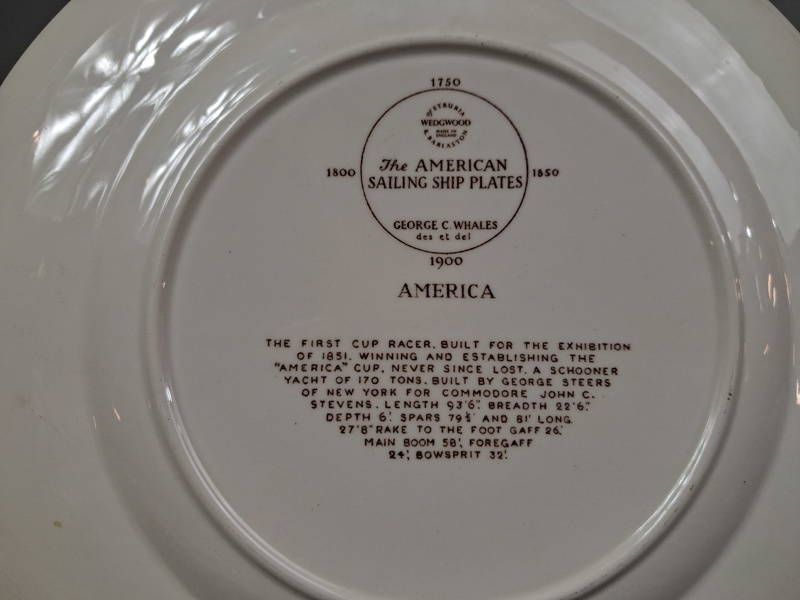 1750
of ETRURIA
WEDGWOOD
MADE IN
ENGLAND
& BARLASTON
1800
The AMERICAN
SAILING SHIP PLATES
1850
GEORGE C. WHALES
des et del
1900
AMERICA
THE FIRST CUP RACER. BUILT FOR THE EXHIBITION
OF 1851. WINNING AND ESTABLISHING THE
"AMERICA" CUP, NEVER SINCE LOST. A SCHOONER
YACHT OF 170 TONS. BUILT BY GEORGE STEERS
OF NEW YORK FOR COMMODORE JOHN C.
STEVENS. LENGTH 93'6". BREADTH 22'6".
DEPTH 6'. SPARS 79½' AND 81' LONG.
27'8" RAKE TO THE FOOT GAFF 26'.
MAIN BOOM 58', FOREGAFF
24', BOWSPRIT 32'.